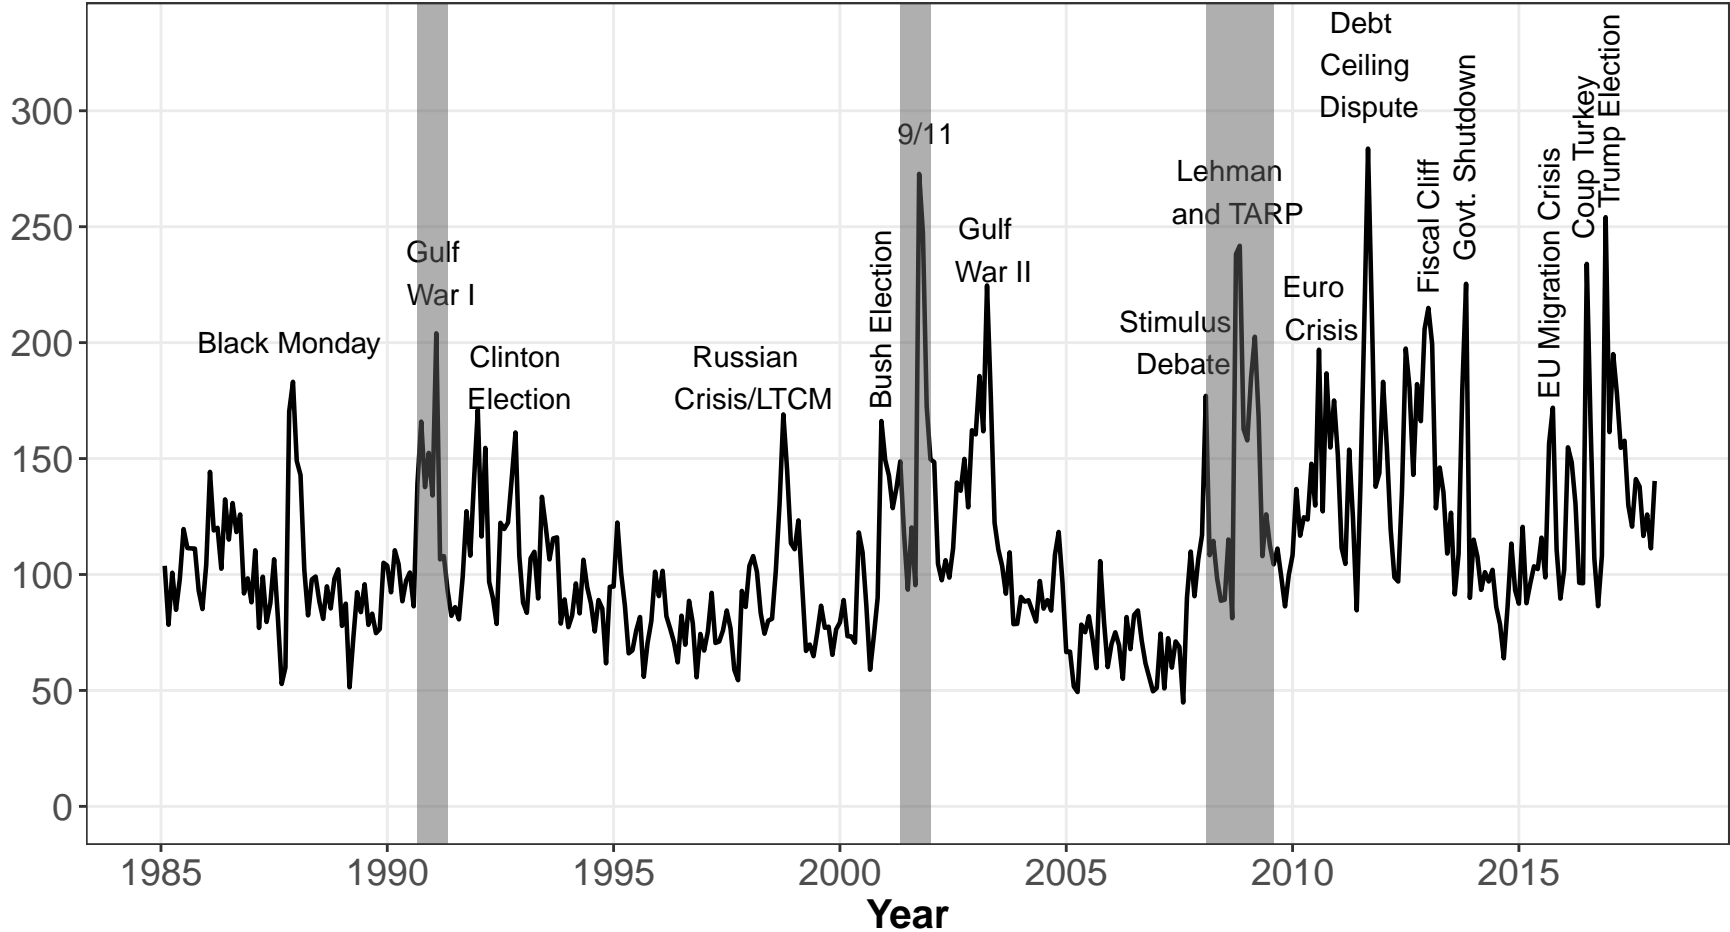 Debt
Ceiling
Dispute
Trump Election
Coup Turkey
Govt. Shutdown
300
9/11
EU Migration Crisis
Fiscal Cliff
Lehman
and TARP
250
Gulf
War I
Bush Election
Gulf
War II
Euro
Crisis
Stimulus
Debate
200
Black Monday
Clinton
Election
Russian
Crisis/LTCM
150
100
50
0
1985 1990 1995 2000 2005 2010 2015
Year